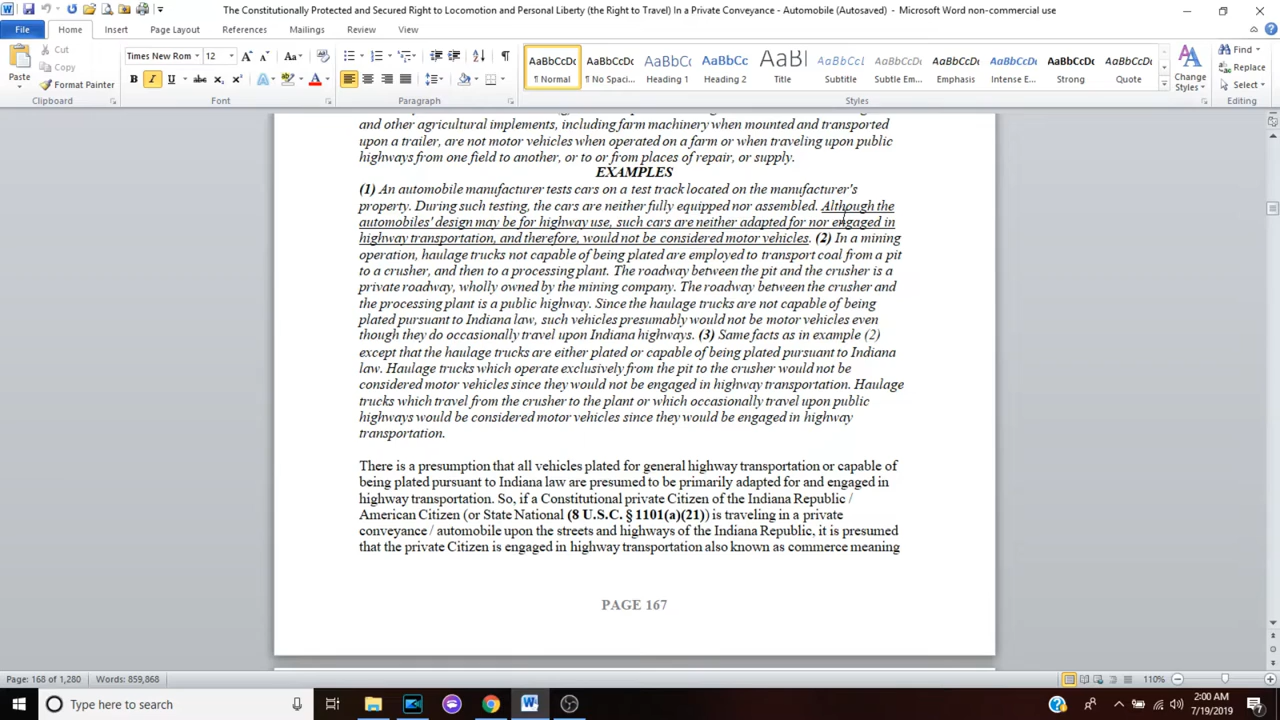 The Constitutionally Protected and Secured Right to Locomotion and Personal Liberty (the Right to Travel) In a Private Conveyance - Automobile (Autosaved) - Microsoft Word non-commercial use
File Home Insert Page Layout References Mailings Review View
Paste
Cut
Copy
Format Painter
Clipboard
Times New Rom 12
Font
Paragraph
AaBbCcDc AaBbCcDc AaBbC AaBbCc AaB AaBbCcL AaBbCcDt AaBbCcDt AaBbCcDt AaBbCcDc AaBbCcDt
¶ Normal ¶ No Spaci... Heading 1 Heading 2 Title Subtitle Subtle Em... Emphasis Intense E... Strong Quote
Change
Styles
Styles
Find
Replace
Select
Editing
and other agricultural implements, including farm machinery when mounted and transported
upon a trailer, are not motor vehicles when operated on a farm or when traveling upon public
highways from one field to another, or to or from places of repair, or supply.
EXAMPLES
(1) An automobile manufacturer tests cars on a test track located on the manufacturer's
property. During such testing, the cars are neither fully equipped nor assembled. Although the
automobiles' design may be for highway use, such cars are neither adapted for nor engaged in
highway transportation, and therefore, would not be considered motor vehicles. (2) In a mining
operation, haulage trucks not capable of being plated are employed to transport coal from a pit
to a crusher, and then to a processing plant. The roadway between the pit and the crusher is a
private roadway, wholly owned by the mining company. The roadway between the crusher and
the processing plant is a public highway. Since the haulage trucks are not capable of being
plated pursuant to Indiana law, such vehicles presumably would not be motor vehicles even
though they do occasionally travel upon Indiana highways. (3) Same facts as in example (2)
except that the haulage trucks are either plated or capable of being plated pursuant to Indiana
law. Haulage trucks which operate exclusively from the pit to the crusher would not be
considered motor vehicles since they would not be engaged in highway transportation. Haulage
trucks which travel from the crusher to the plant or which occasionally travel upon public
highways would be considered motor vehicles since they would be engaged in highway
transportation.
There is a presumption that all vehicles plated for general highway transportation or capable of
being plated pursuant to Indiana law are presumed to be primarily adapted for and engaged in
highway transportation. So, if a Constitutional private Citizen of the Indiana Republic /
American Citizen (or State National (8 U.S.C. § 1101(a)(21)) is traveling in a private
conveyance / automobile upon the streets and highways of the Indiana Republic, it is presumed
that the private Citizen is engaged in highway transportation also known as commerce meaning
PAGE 167
Page: 168 of 1,280 Words: 859,868
110%
Type here to search
2:00 AM
7/19/2019